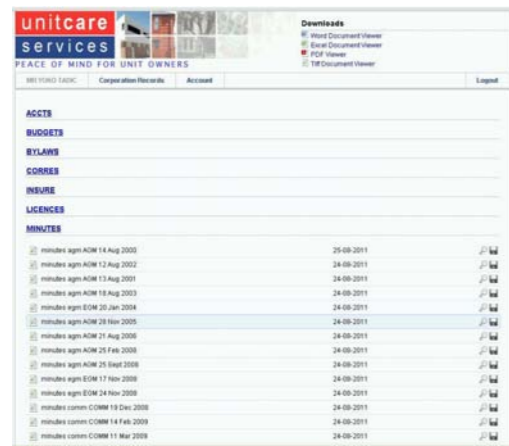 unitcare
services
PEACE OF MIND FOR UNIT OWNERS
Downloads
Word Document Viewer
Excel Document Viewer
PDF Viewer
Tiff Document Viewer
Corporation Records Account Logout
ACCTS
BUDGETS
BYLAWS
CORRES
INSURE
LICENCES
MINUTES
minutes agm AGM 14 Aug 2000 25-08-2011
minutes agm AGM 12 Aug 2002 24-08-2011
minutes agm AGM 13 Aug 2001 24-08-2011
minutes agm AGM 18 Aug 2003 24-08-2011
minutes egm EGM 20 Jan 2004 24-08-2011
minutes agm AGM 28 Nov 2005 24-08-2011
minutes agm AGM 21 Aug 2006 24-08-2011
minutes agm AGM 25 Feb 2008 24-08-2011
minutes agm AGM 25 Sept 2008 24-08-2011
minutes egm EGM 17 Nov 2008 24-08-2011
minutes egm EGM 24 Nov 2008 24-08-2011
minutes comm COMM 19 Dec 2008 24-08-2011
minutes comm COMM 14 Feb 2009 24-08-2011
minutes comm COMM 11 Mar 2009 24-08-2011